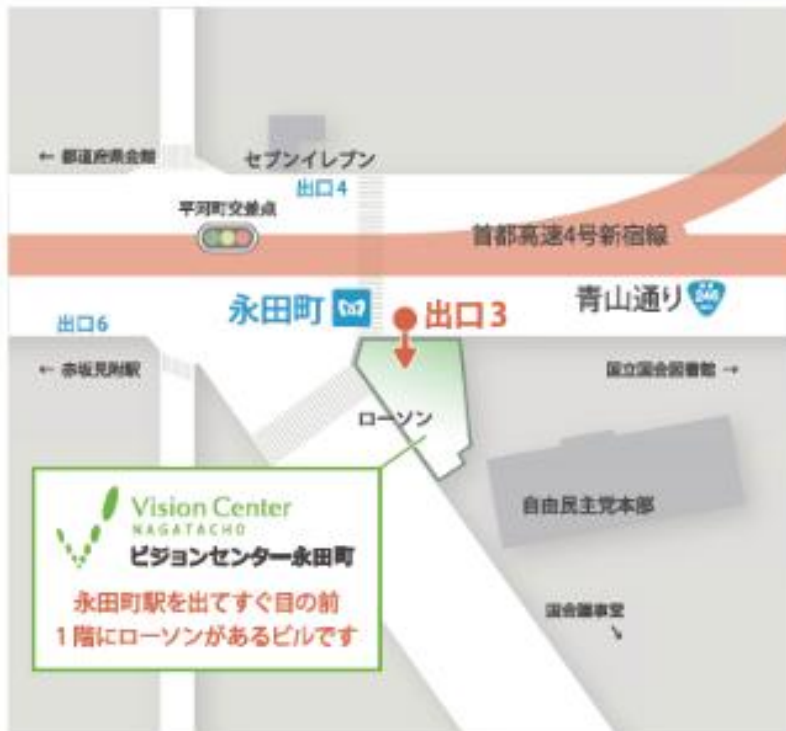 ← 都道府県会館
セブンイレブン
出口4
平河町交差点
首都高速4号新宿線
永田町
出口3
青山通り
246
出口6
← 赤坂見附駅
国立国会図書館 →
ローソン
自由民主党本部
Vision Center
NAGATACHO
ビジョンセンター永田町
永田町駅を出てすぐ目の前
1階にローソンがあるビルです
国会議事堂